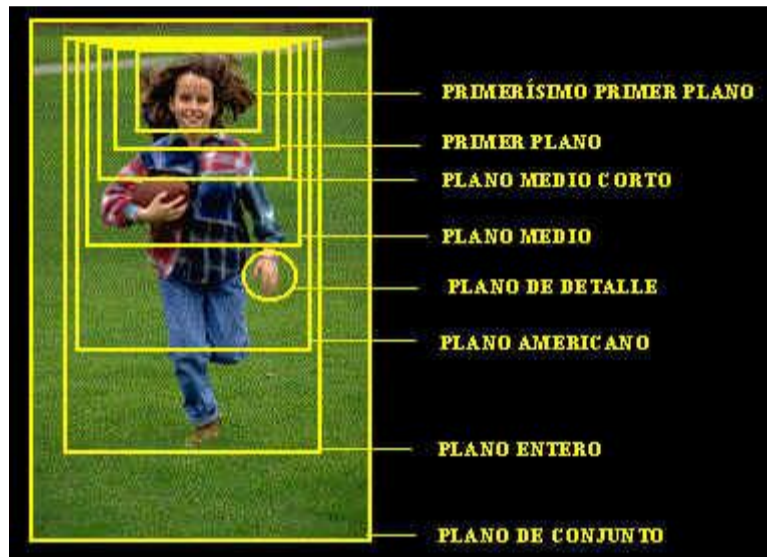 PRIMERÍSIMO PRIMER PLANO
PRIMER PLANO
PLANO MEDIO CORTO
PLANO MEDIO
PLANO DE DETALLE
PLANO AMERICANO
PLANO ENTERO
PLANO DE CONJUNTO